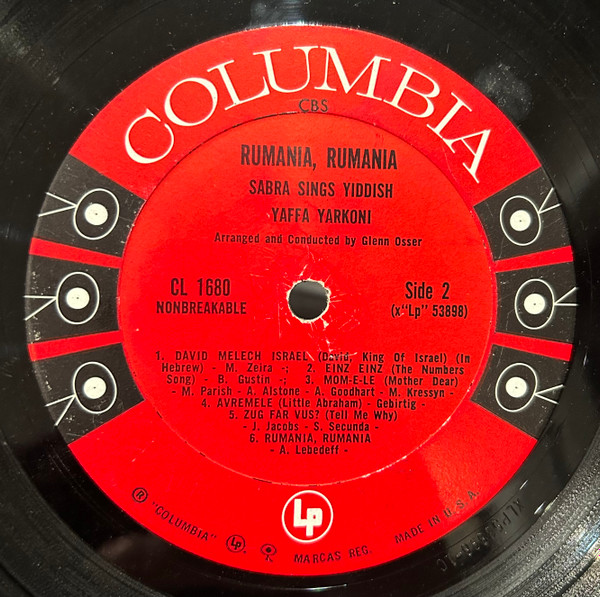 COLUMBIA
CBS
RUMANIA, RUMANIA
SABRA SINGS YIDDISH
YAFFA YARKONI
Arranged and Conducted by Glenn Osser
CL 1680
NONBREAKABLE
Side 2
(x"Lp" 53898)
1. DAVID MELECH ISRAEL (David, King Of Israel) (In
Hebrew) - M. Zeira -; 2. EINZ EINZ (The Numbers
Song) - B. Gustin -; 3. MOM-E-LE (Mother Dear)
- M. Parish - A. Alstone - A. Goodhart - M. Kressyn -
4. AVREMELE (Little Abraham) - Gebirtig -
5. ZUG FAR VUS? (Tell Me Why)
- J. Jacobs - S. Secunda -
6. RUMANIA, RUMANIA
- A. Lebedeff -
Lp
® "COLUMBIA" Lp, MARCAS REG. MADE IN U.S.A.